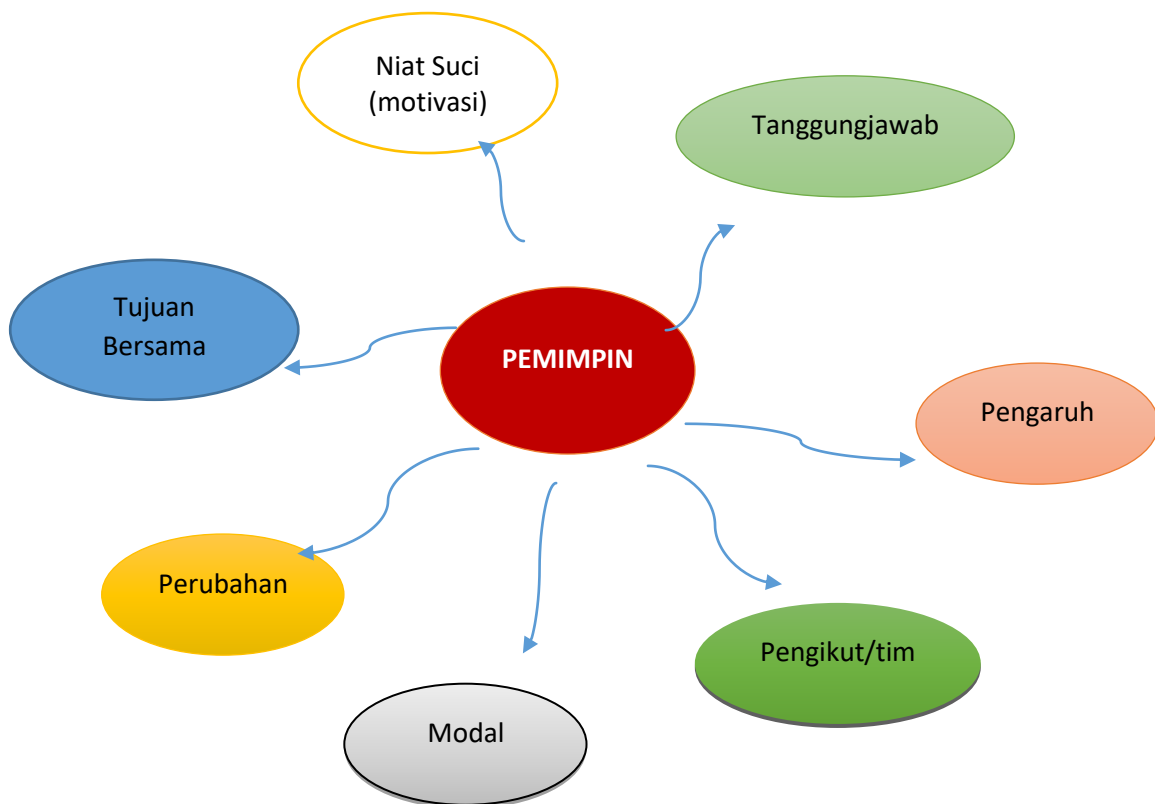 Niat Suci
(motivasi)
Tanggungjawab
Tujuan
Bersama
PEMIMPIN
Pengaruh
Perubahan
Pengikut/tim
Modal